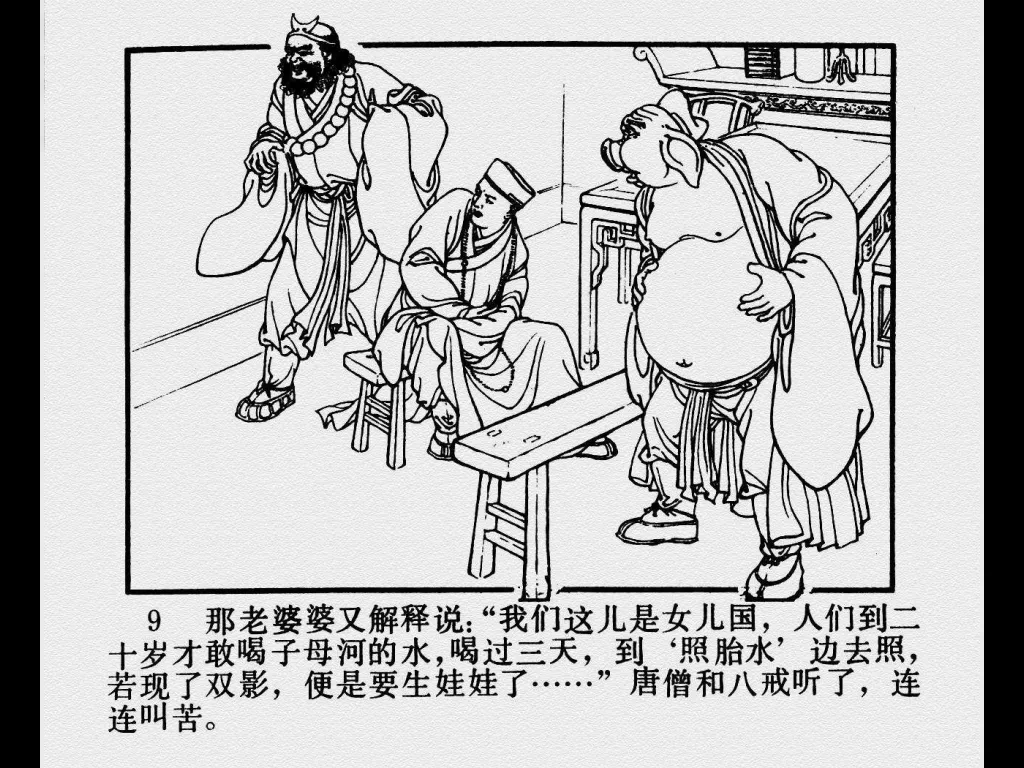 9 那老婆婆又解释说：“我们这儿是女儿国，人们到二
十岁才敢喝子母河的水，喝过三天，到‘照胎水’边去照，
若现了双影，便是要生娃娃了……”唐僧和八戒听了，连
连叫苦。